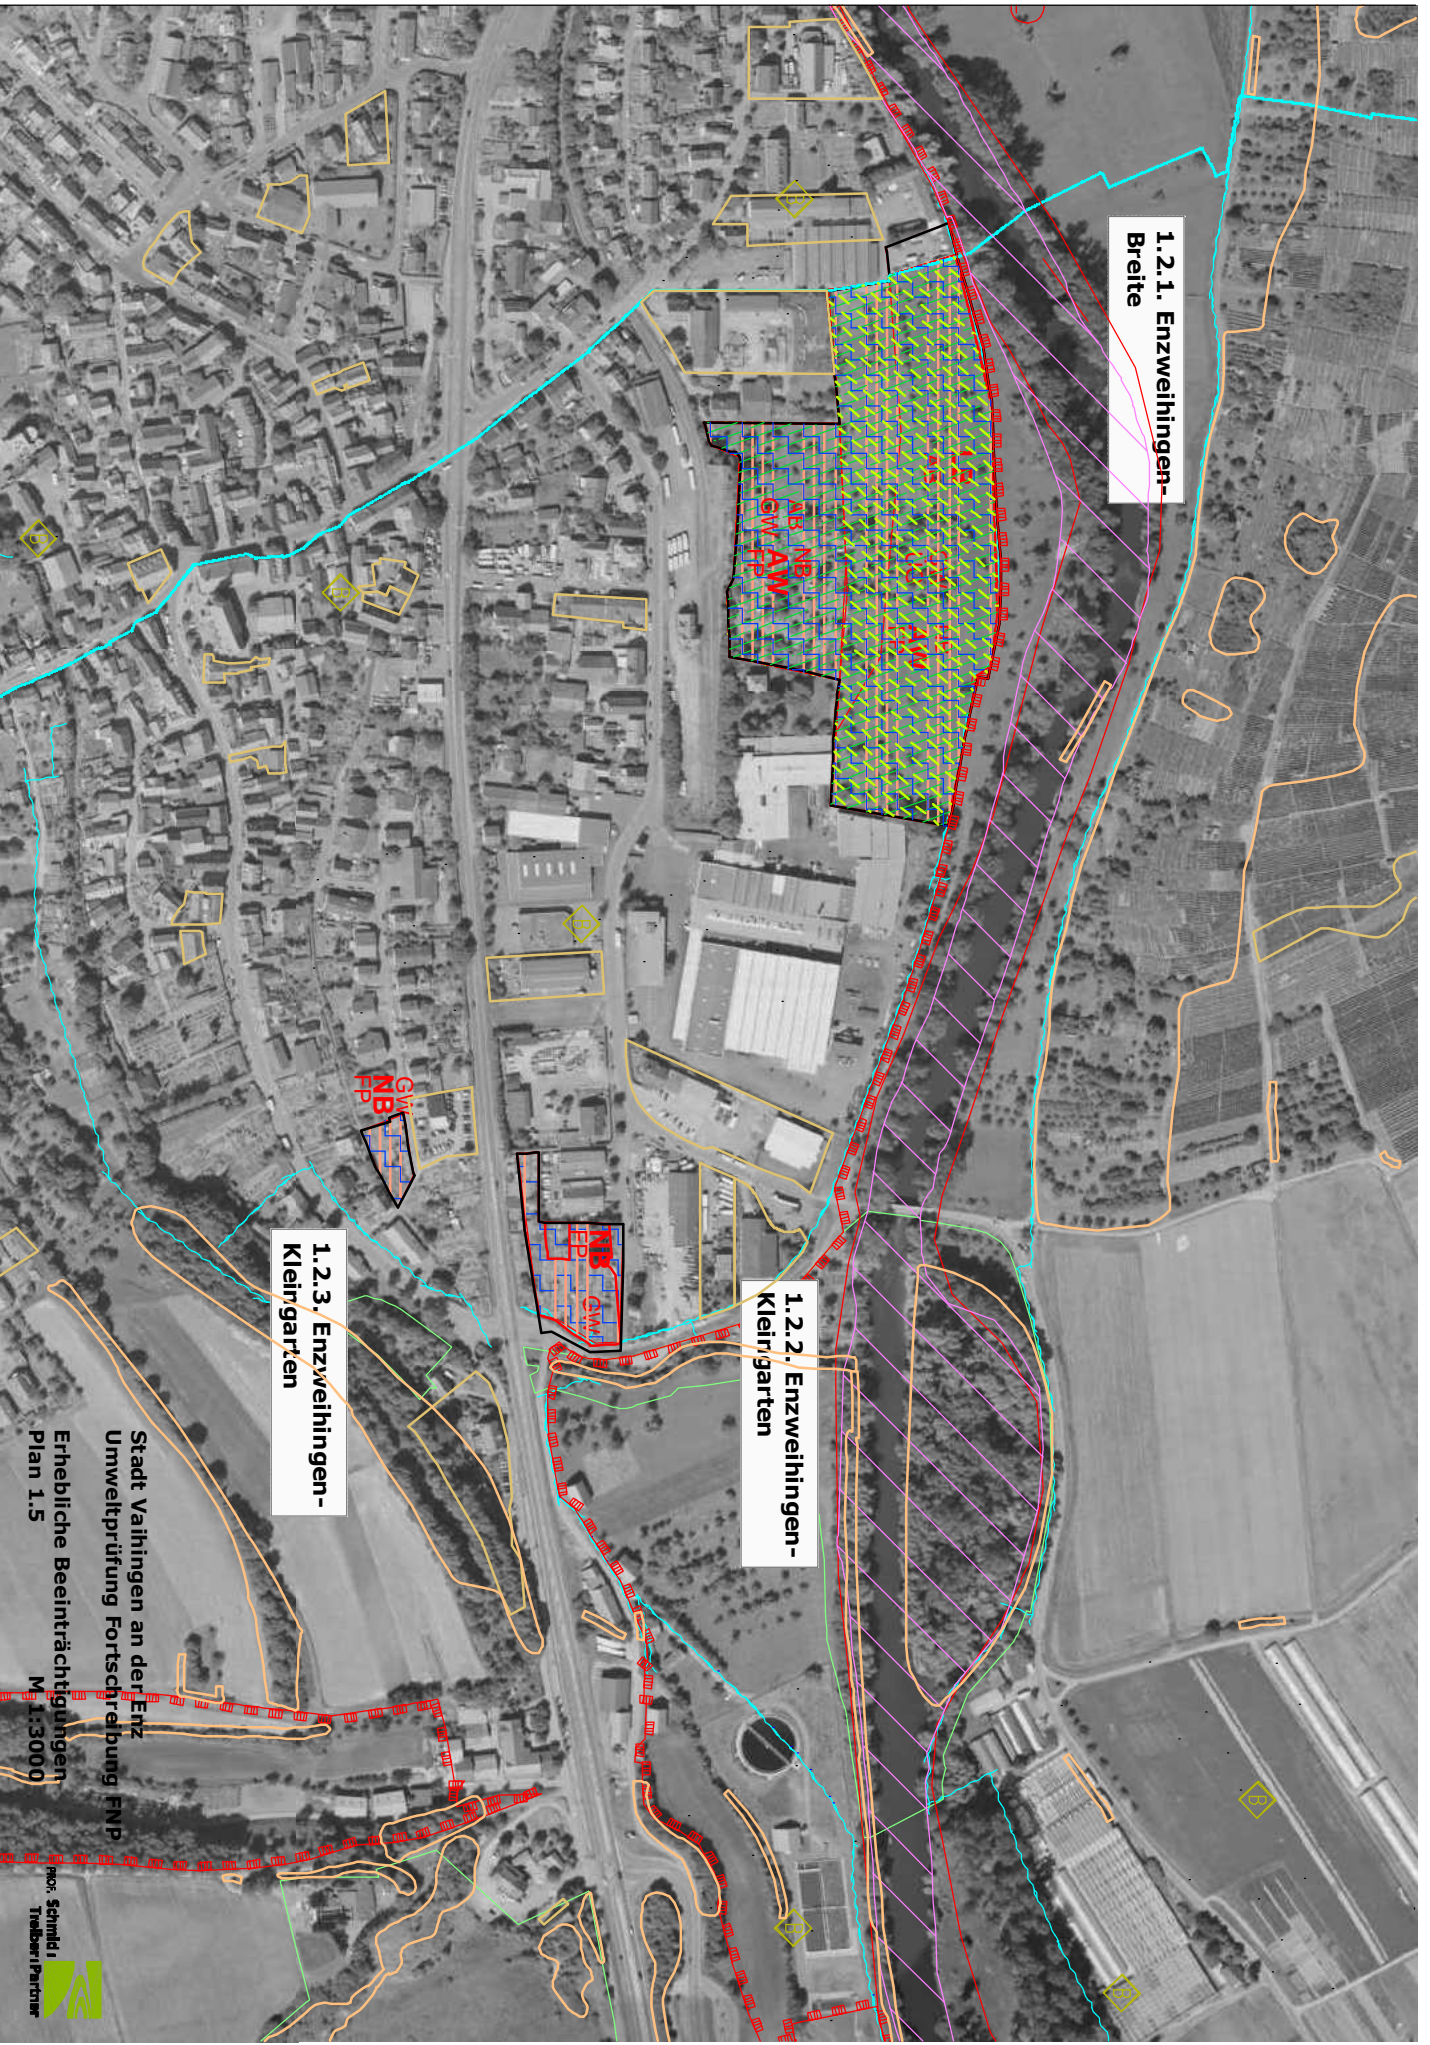 1.2.1. Enzweihingen-
Breite
AW
AB NB
GW AW
FP
GW
NB
FP
NB
FP
GW
1.2.2. Enzweihingen-
Kleingarten
1.2.3. Enzweihingen-
Kleingarten
B
B
B
B
B
B
Stadt Vaihingen an der Enz
Umweltprüfung Fortschreibung FNP
Erhebliche Beeinträchtigungen
Plan 1.5 M 1:3000
PROF. Schmid |
Treiber | Partner